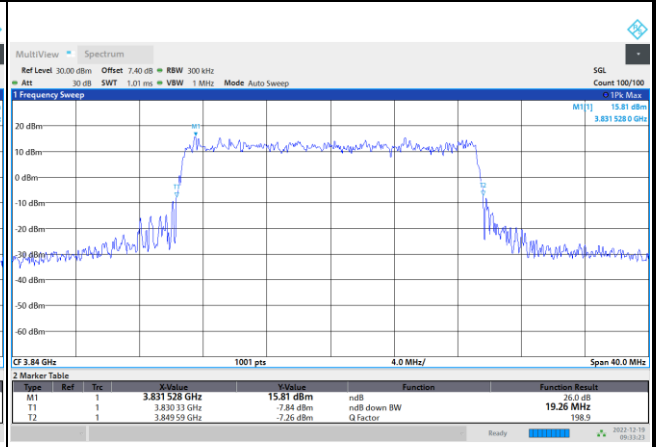 MultiView Spectrum
Ref Level 30.00 dBm Offset 7.40 dB RBW 300 kHz SGL
Att 30 dB SWT 1.01 ms VBW 1 MHz Mode Auto Sweep Count 100/100
1 Frequency Sweep 1Pk Max
M1[1] 15.81 dBm
3.831 528 0 GHz
M1
20 dBm
10 dBm
0 dBm
T1 T2
-10 dBm
-20 dBm
-30 dBm
-40 dBm
-50 dBm
-60 dBm
CF 3.84 GHz 1001 pts 4.0 MHz/ Span 40.0 MHz
2 Marker Table
Type Ref Trc X-Value Y-Value Function Function Result
M1 1 3.831 528 GHz 15.81 dBm ndB 26.0 dB
T1 1 3.830 33 GHz -7.84 dBm ndB down BW 19.26 MHz
T2 1 3.849 59 GHz -7.26 dBm Q Factor 198.9
Ready 2022-12-19
09:33:23